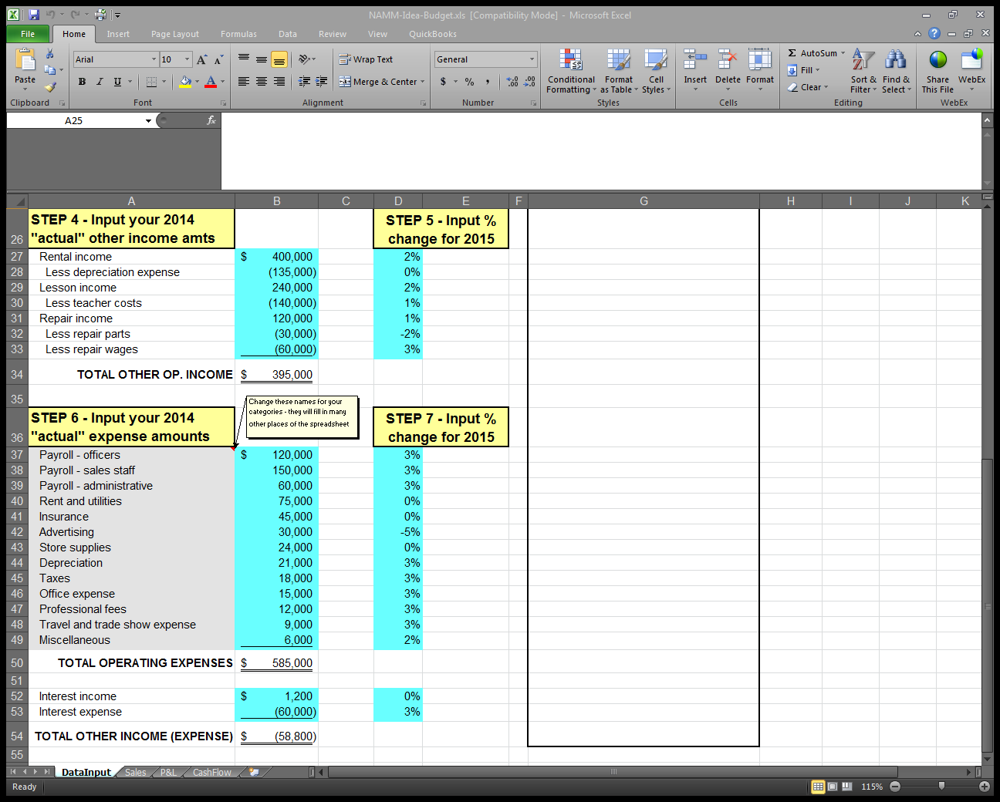 NAMM-Idea-Budget.xls [Compatibility Mode] - Microsoft Excel
File Home Insert Page Layout Formulas Data Review View QuickBooks
Paste
Arial 10
B I U
Wrap Text
Merge & Center
General
$ % ,
Conditional Formatting
Format as Table
Cell Styles
Insert Delete Format
Σ AutoSum
Fill
Clear
Sort & Filter
Find & Select
Share This File
WebEx
Clipboard Font Alignment Number Styles Cells Editing WebEx
A25 fx
A B C D E F G H I J K
26 STEP 4 - Input your 2014 "actual" other income amts STEP 5 - Input % change for 2015
27 Rental income $ 400,000 2%
28 Less depreciation expense (135,000) 0%
29 Lesson income 240,000 2%
30 Less teacher costs (140,000) 1%
31 Repair income 120,000 1%
32 Less repair parts (30,000) -2%
33 Less repair wages (60,000) 3%
34 TOTAL OTHER OP. INCOME $ 395,000
35
Change these names for your
categories - they will fill in many
other places of the spreadsheet
36 STEP 6 - Input your 2014 "actual" expense amounts STEP 7 - Input % change for 2015
37 Payroll - officers $ 120,000 3%
38 Payroll - sales staff 150,000 3%
39 Payroll - administrative 60,000 3%
40 Rent and utilities 75,000 0%
41 Insurance 45,000 0%
42 Advertising 30,000 -5%
43 Store supplies 24,000 0%
44 Depreciation 21,000 3%
45 Taxes 18,000 3%
46 Office expense 15,000 3%
47 Professional fees 12,000 3%
48 Travel and trade show expense 9,000 3%
49 Miscellaneous 6,000 2%
50 TOTAL OPERATING EXPENSES $ 585,000
51
52 Interest income $ 1,200 0%
53 Interest expense (60,000) 3%
54 TOTAL OTHER INCOME (EXPENSE) $ (58,800)
55
DataInput Sales P&L CashFlow
Ready 115%